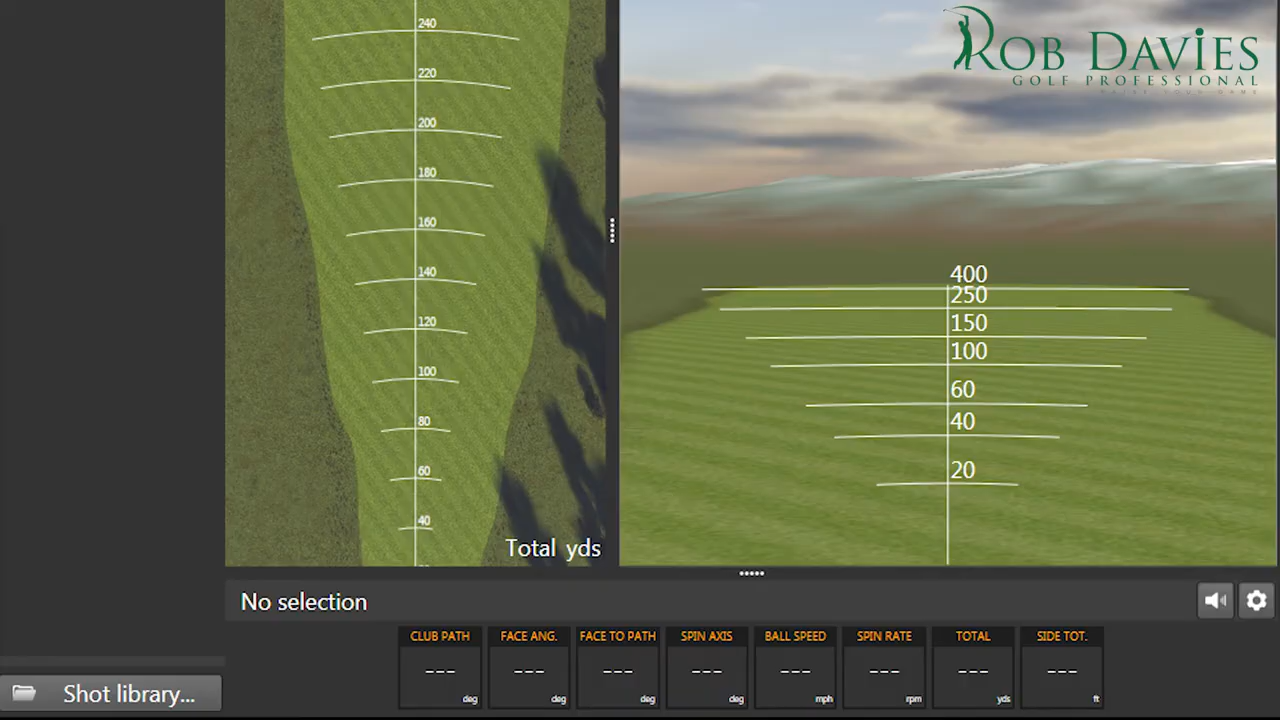 240
220
200
180
160
140
120
100
80
60
40
Total yds
ROB DAVIES
GOLF PROFESSIONAL
400
250
150
100
60
40
20
No selection
CLUB PATH FACE ANG. FACE TO PATH SPIN AXIS BALL SPEED SPIN RATE TOTAL SIDE TOT.
--- --- --- --- --- --- --- ---
deg deg deg deg mph rpm yds ft
Shot library...